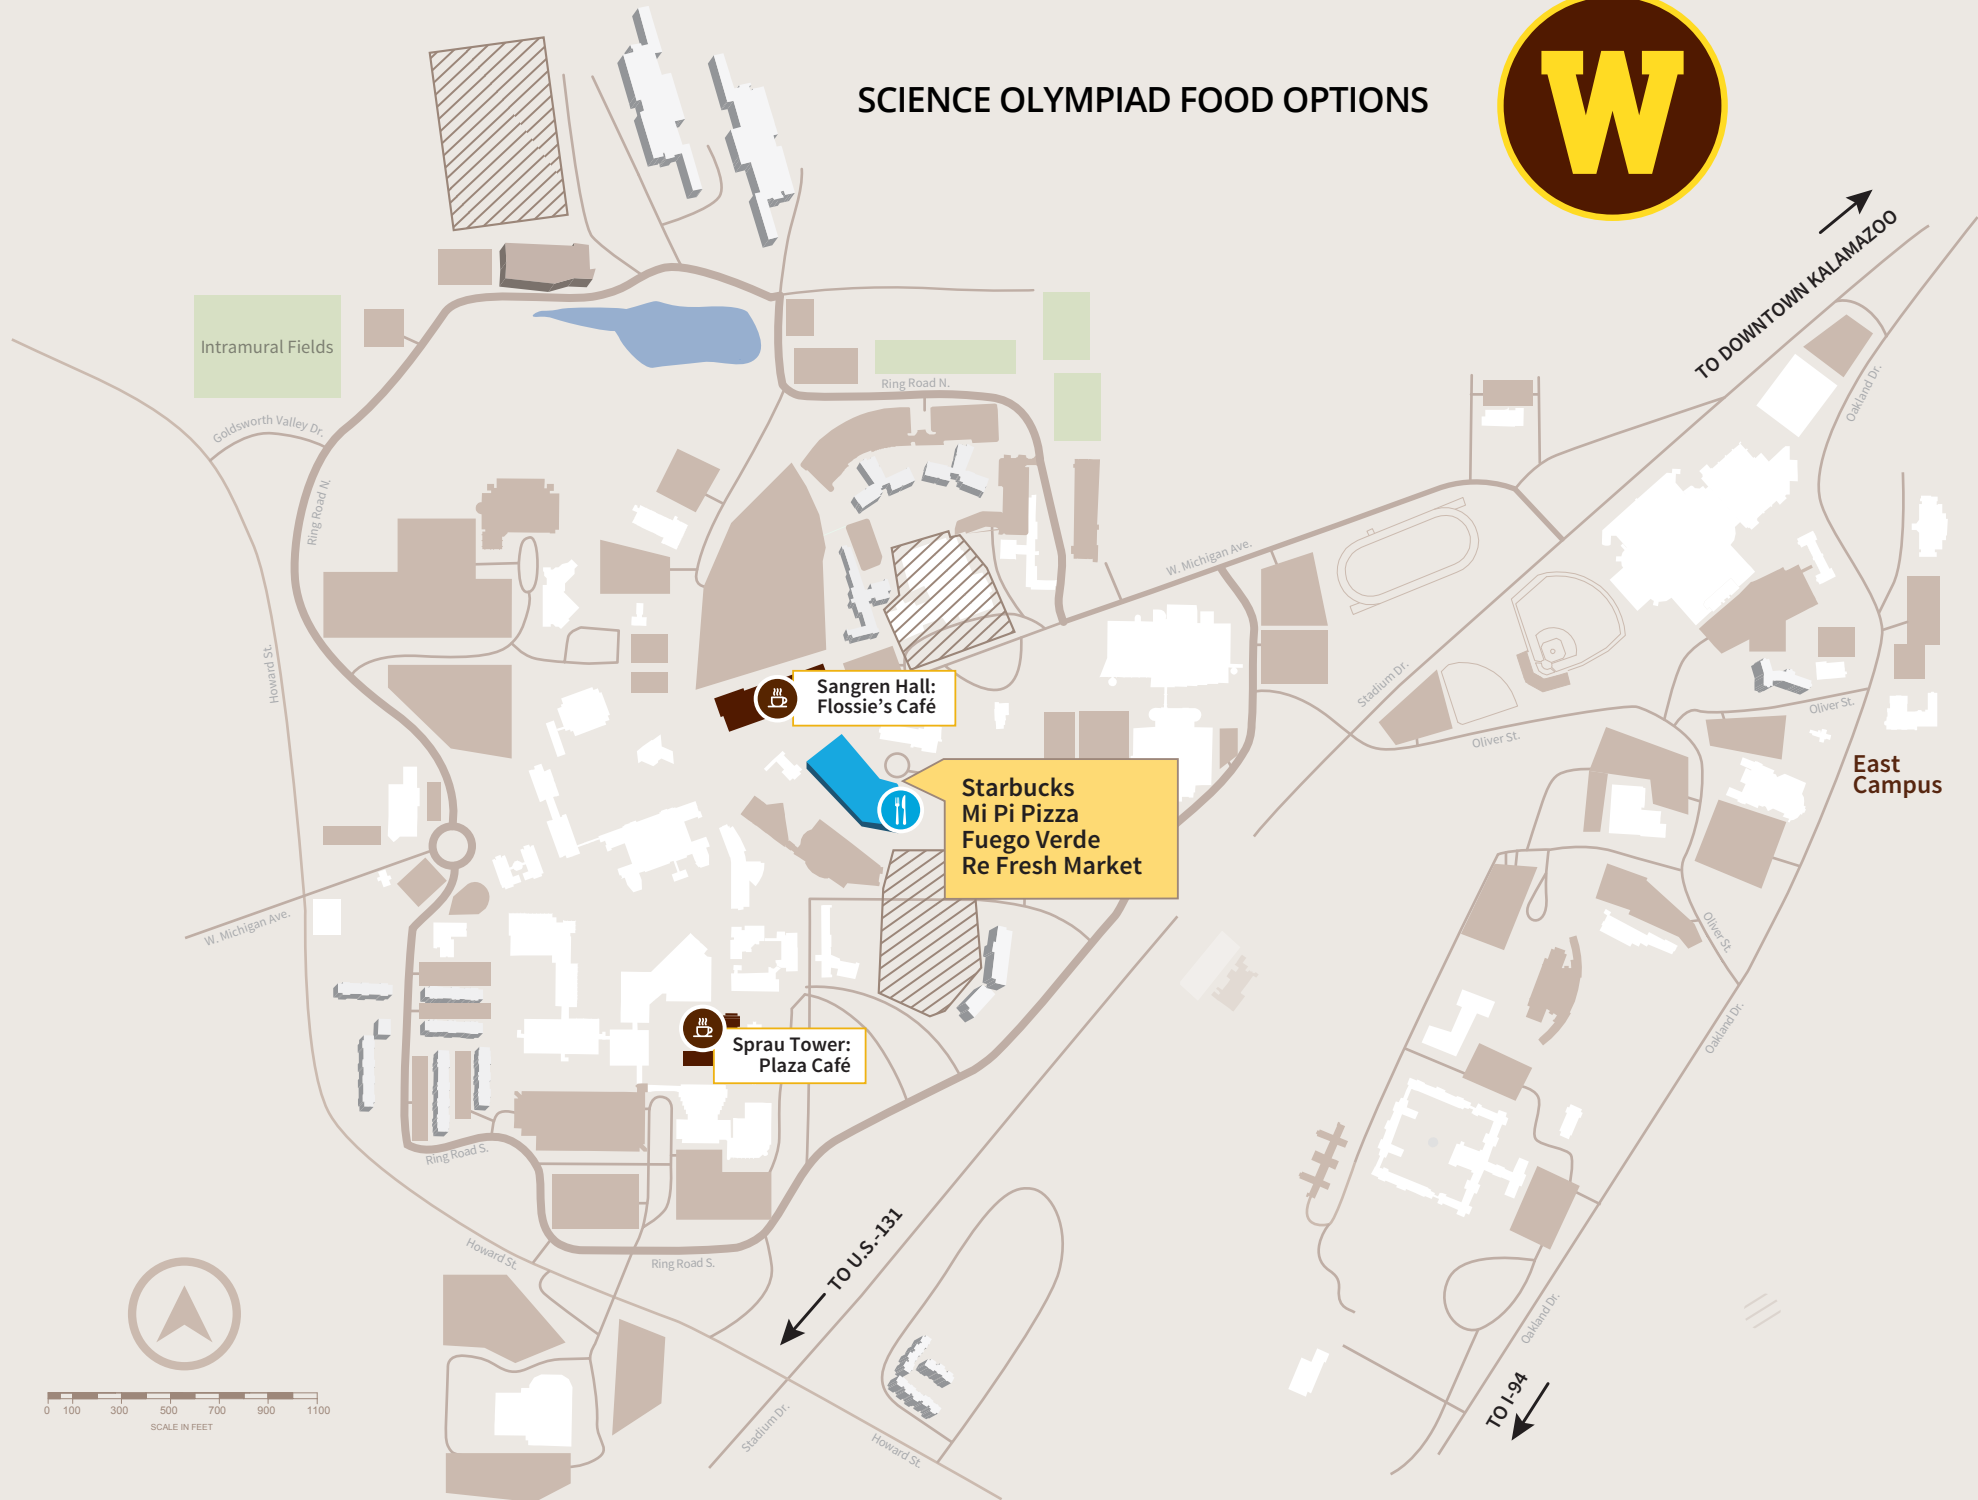 SCIENCE OLYMPIAD FOOD OPTIONS
W
TO DOWNTOWN KALAMAZOO
Intramural Fields
Goldsworth Valley Dr.
Ring Road N.
Ring Road N.
Oakland Dr.
W. Michigan Ave.
Howard St.
Stadium Dr.
Sangren Hall:
Flossie's Café
Oliver St.
Oliver St.
East
Campus
Starbucks
Mi Pi Pizza
Fuego Verde
Re Fresh Market
W. Michigan Ave.
Oliver St.
Oakland Dr.
Sprau Tower:
Plaza Café
Ring Road S.
Howard St.
Ring Road S.
TO U.S.-131
Oakland Dr.
TO I-94
Stadium Dr.
Howard St.
0 100 300 500 700 900 1100
SCALE IN FEET